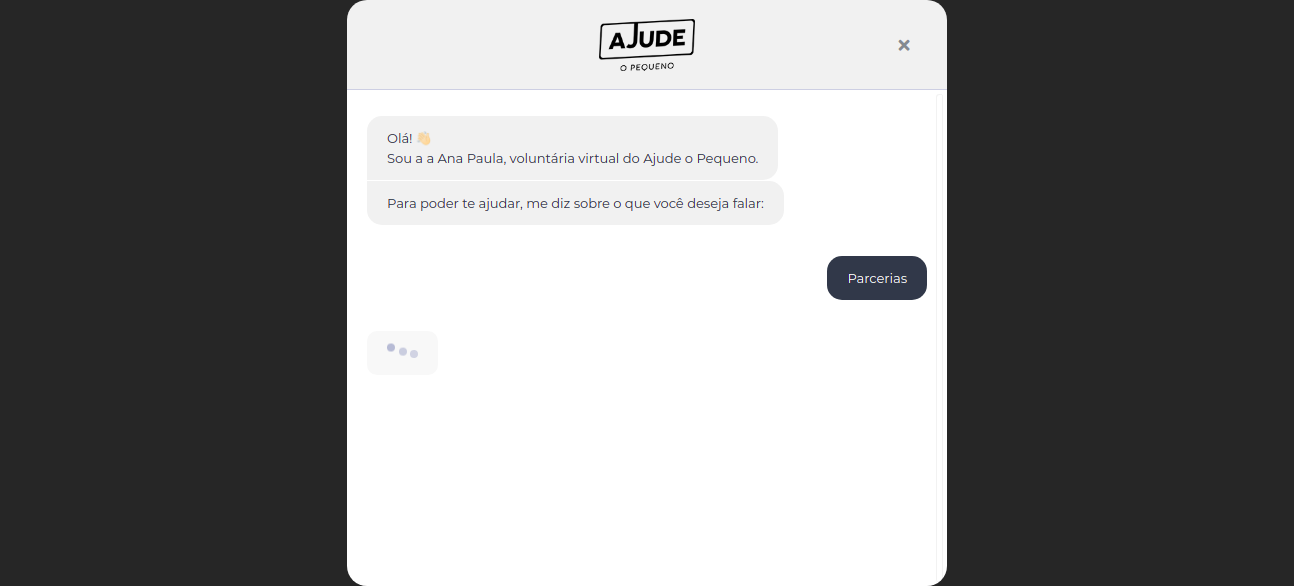 AJUDE
O PEQUENO
Olá! 👋🏼
Sou a a Ana Paula, voluntária virtual do Ajude o Pequeno.
Para poder te ajudar, me diz sobre o que você deseja falar:
Parcerias